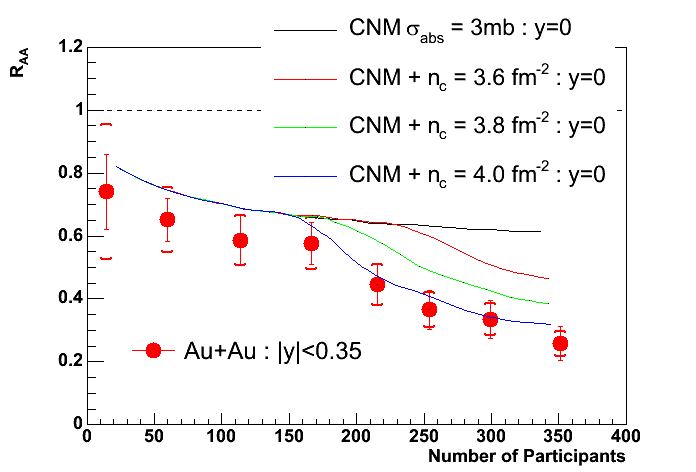 CNM σabs = 3mb : y=0
CNM + nc = 3.6 fm-2 : y=0
CNM + nc = 3.8 fm-2 : y=0
CNM + nc = 4.0 fm-2 : y=0
RAA
1.2
1
0.8
0.6
0.4
0.2
0
Au+Au : |y|<0.35
0 50 100 150 200 250 300 350 400
Number of Participants